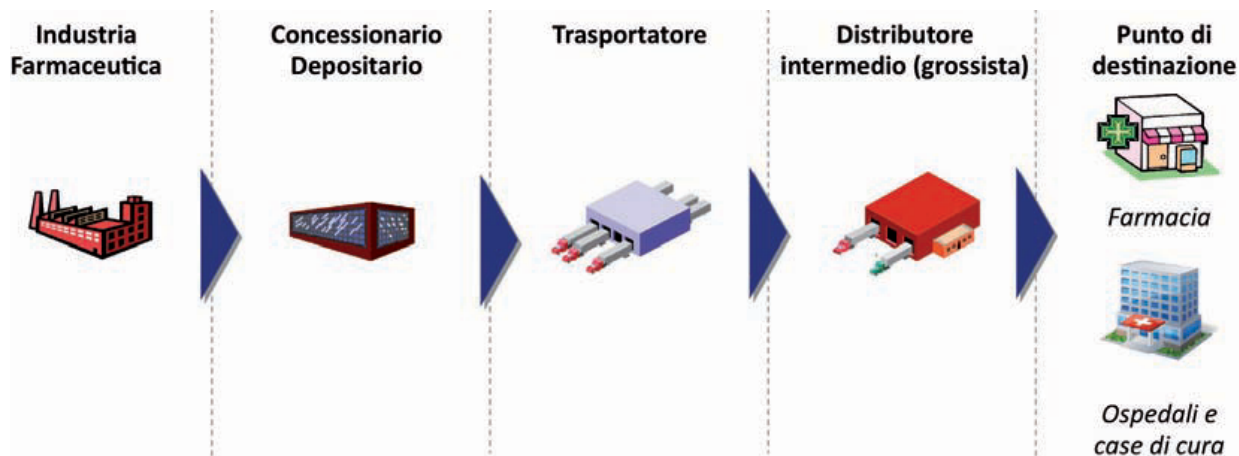 Industria
Farmaceutica
Concessionario
Depositario
Trasportatore
Distributore
intermedio (grossista)
Punto di
destinazione
Farmacia
Ospedali e
case di cura